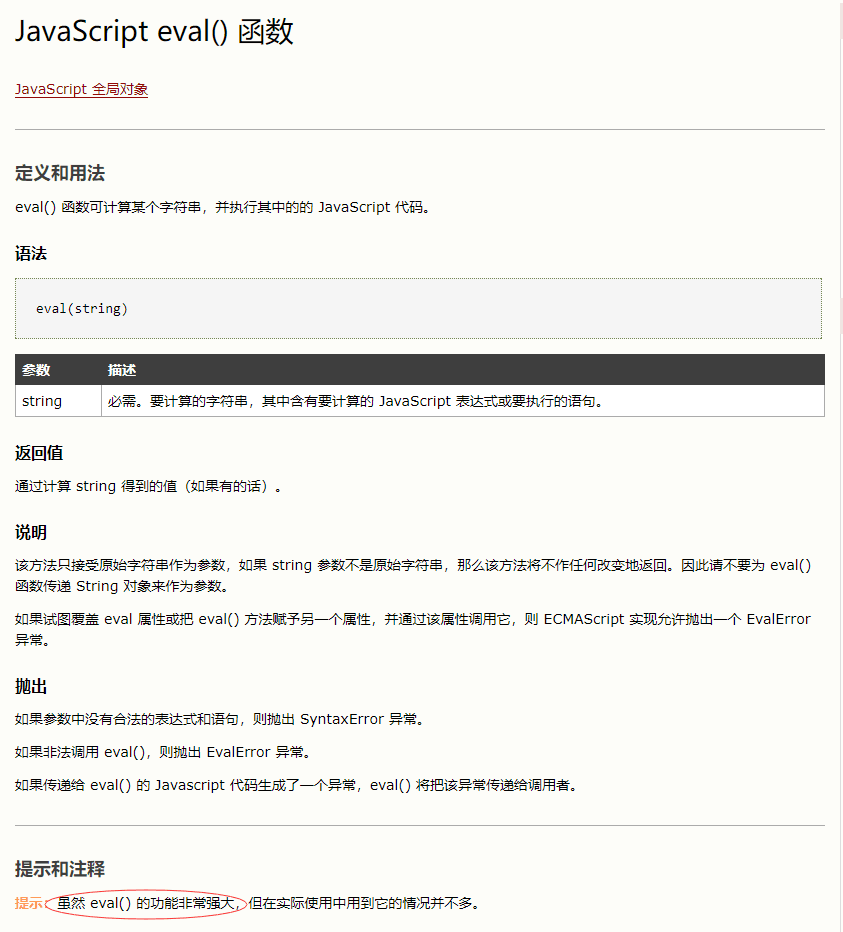 JavaScript eval() 函数
JavaScript 全局对象
定义和用法
eval() 函数可计算某个字符串，并执行其中的的 JavaScript 代码。
语法
eval(string)
参数 描述
string 必需。要计算的字符串，其中含有要计算的 JavaScript 表达式或要执行的语句。
返回值
通过计算 string 得到的值（如果有的话）。
说明
该方法只接受原始字符串作为参数，如果 string 参数不是原始字符串，那么该方法将不作任何改变地返回。因此请不要为 eval()
函数传递 String 对象来作为参数。
如果试图覆盖 eval 属性或把 eval() 方法赋予另一个属性，并通过该属性调用它，则 ECMAScript 实现允许抛出一个 EvalError
异常。
抛出
如果参数中没有合法的表达式和语句，则抛出 SyntaxError 异常。
如果非法调用 eval()，则抛出 EvalError 异常。
如果传递给 eval() 的 Javascript 代码生成了一个异常，eval() 将把该异常传递给调用者。
提示和注释
提示：虽然 eval() 的功能非常强大，但在实际使用中用到它的情况并不多。